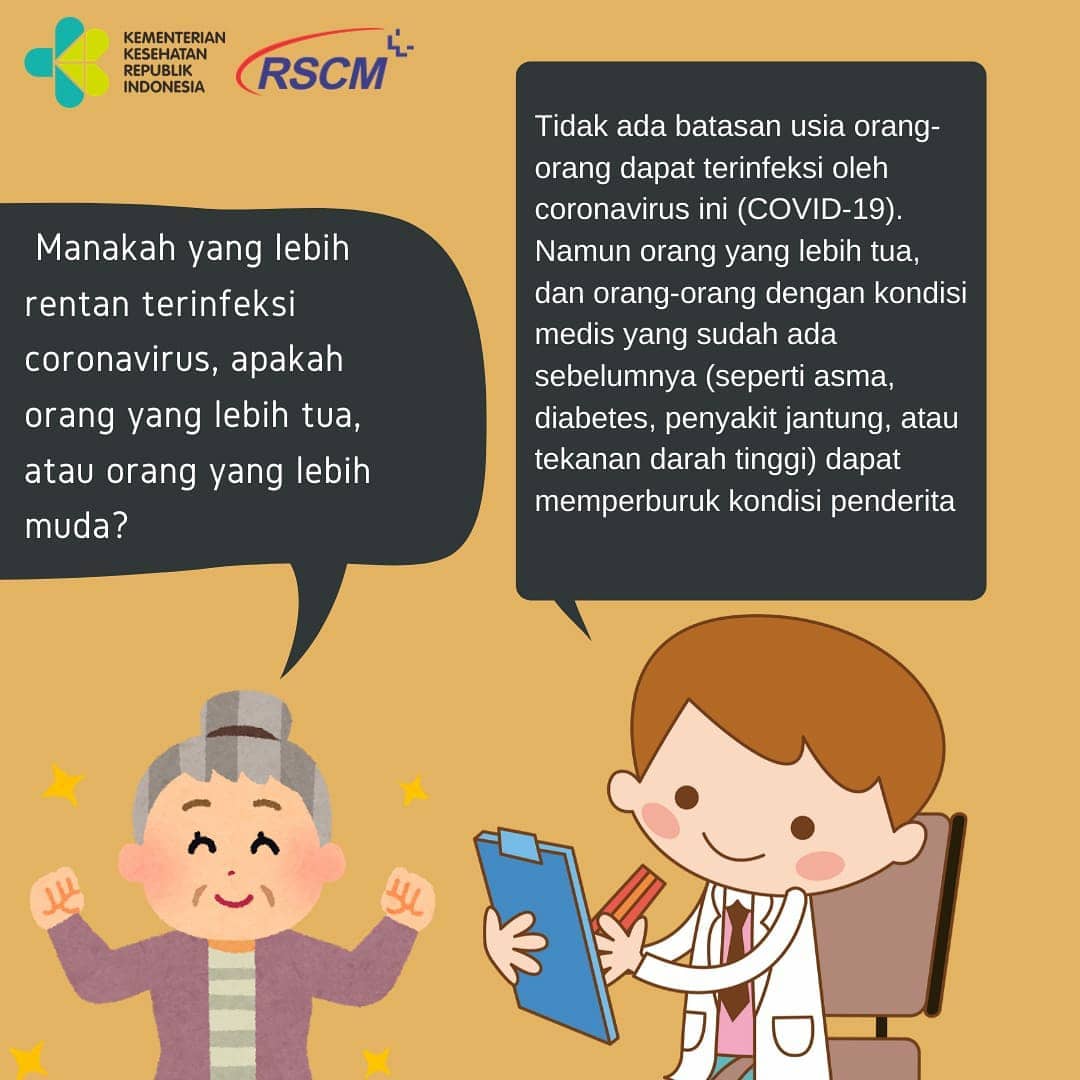 KEMENTERIAN
KESEHATAN
REPUBLIK
INDONESIA
RSCM
Manakah yang lebih
rentan terinfeksi
coronavirus, apakah
orang yang lebih tua,
atau orang yang lebih
muda?
Tidak ada batasan usia orang-
orang dapat terinfeksi oleh
coronavirus ini (COVID-19).
Namun orang yang lebih tua,
dan orang-orang dengan kondisi
medis yang sudah ada
sebelumnya (seperti asma,
diabetes, penyakit jantung, atau
tekanan darah tinggi) dapat
memperburuk kondisi penderita